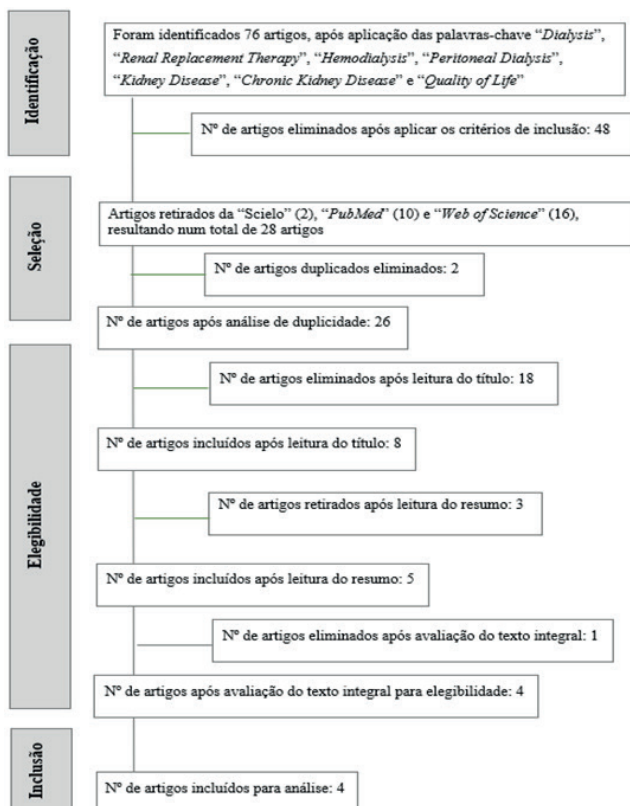 Identificação
Foram identificados 76 artigos, após aplicação das palavras-chave “Dialysis”,
“Renal Replacement Therapy”, “Hemodialysis”, “Peritoneal Dialysis”,
“Kidney Disease”, “Chronic Kidney Disease” e “Quality of Life”
Nº de artigos eliminados após aplicar os critérios de inclusão: 48
Seleção
Artigos retirados da “Scielo” (2), “PubMed” (10) e “Web of Science” (16),
resultando num total de 28 artigos
Nº de artigos duplicados eliminados: 2
Nº de artigos após análise de duplicidade: 26
Elegibilidade
Nº de artigos eliminados após leitura do título: 18
Nº de artigos incluídos após leitura do título: 8
Nº de artigos retirados após leitura do resumo: 3
Nº de artigos incluídos após leitura do resumo: 5
Nº de artigos eliminados após avaliação do texto integral: 1
Nº de artigos após avaliação do texto integral para elegibilidade: 4
Inclusão
Nº de artigos incluídos para análise: 4